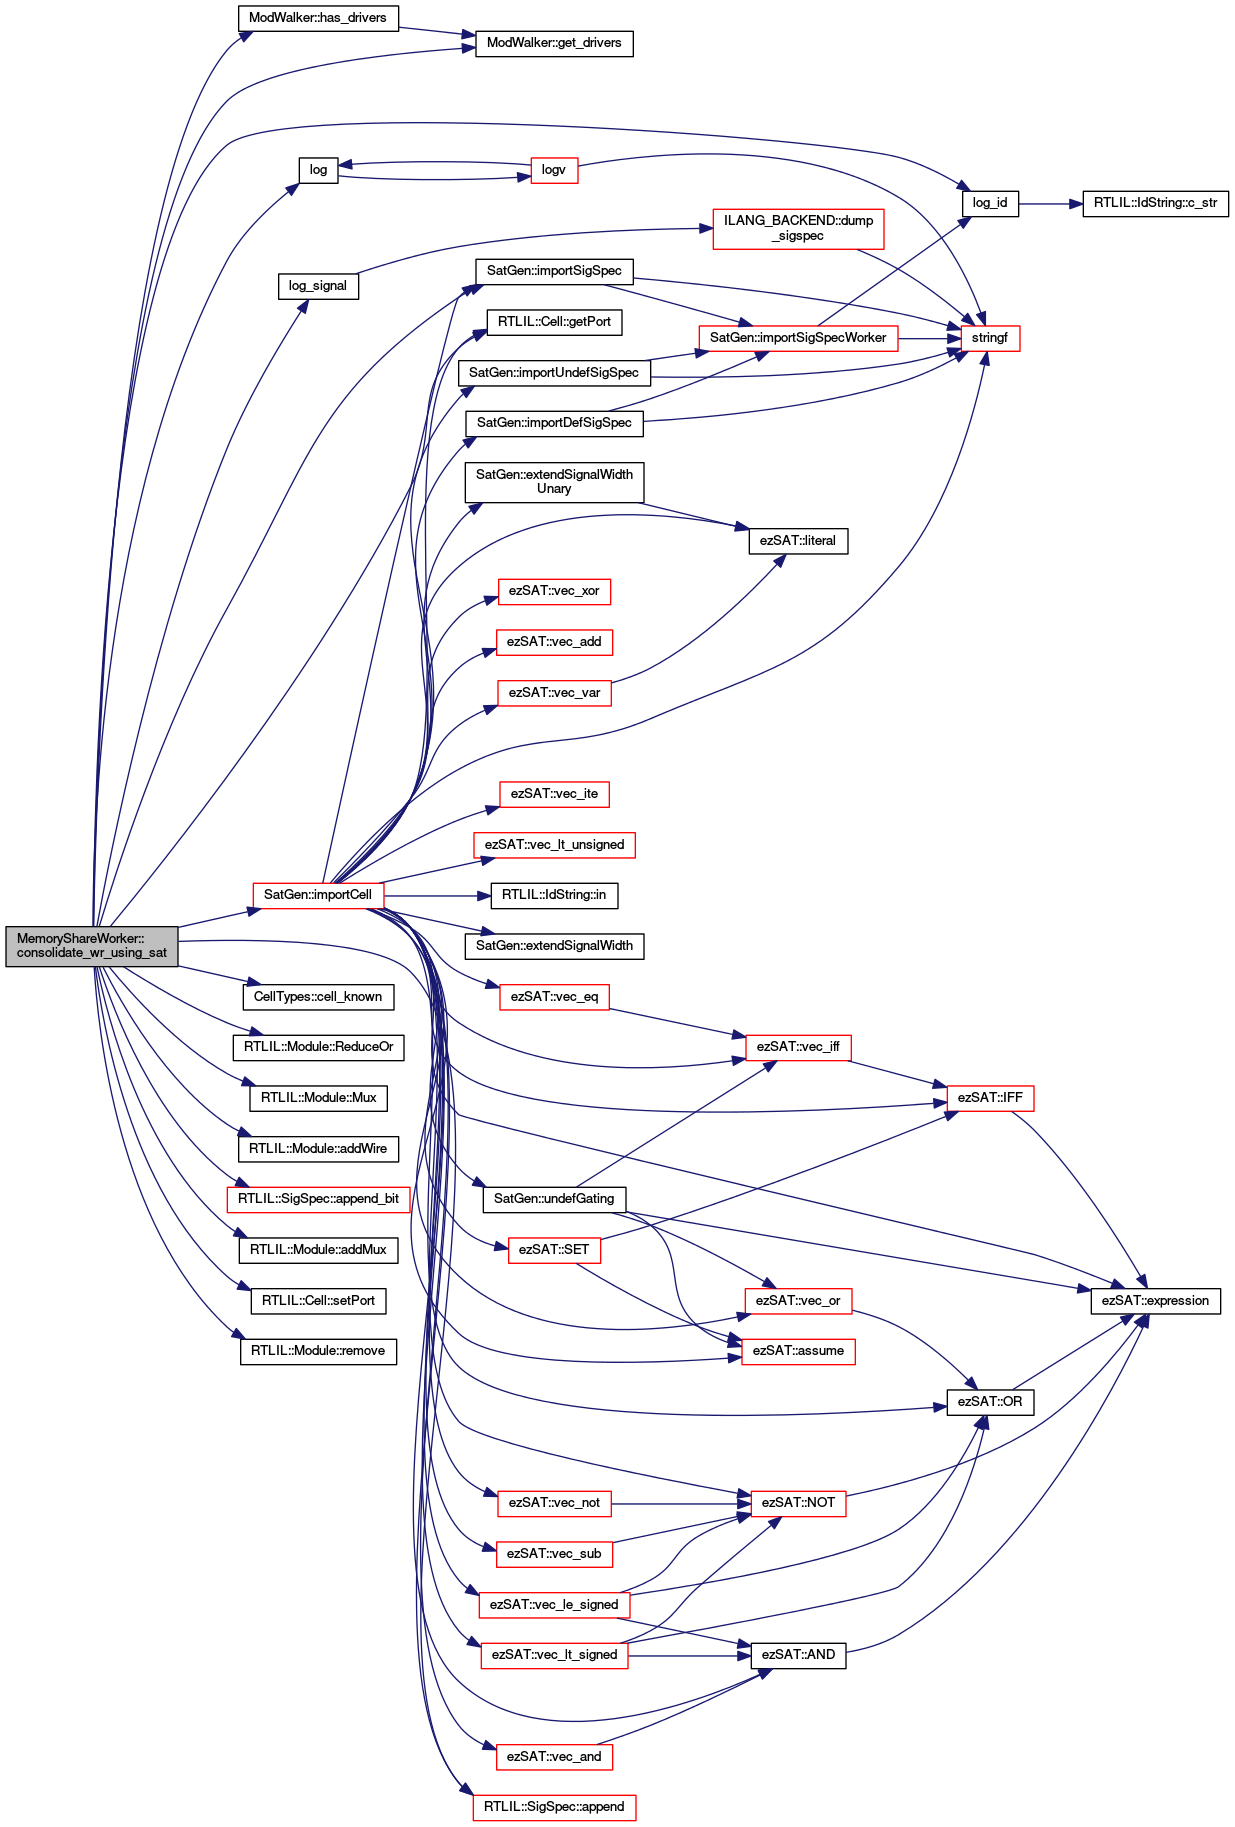 ModWalker::has_drivers
ModWalker::get_drivers
log
logv
log_id
RTLIL::IdString::c_str
ILANG_BACKEND::dump
_sigspec
log_signal
SatGen::importSigSpec
RTLIL::Cell::getPort
SatGen::importSigSpecWorker
stringf
SatGen::importUndefSigSpec
SatGen::importDefSigSpec
SatGen::extendSignalWidth
Unary
ezSAT::literal
ezSAT::vec_xor
ezSAT::vec_add
ezSAT::vec_var
ezSAT::vec_ite
ezSAT::vec_lt_unsigned
SatGen::importCell
RTLIL::IdString::in
MemoryShareWorker::
consolidate_wr_using_sat
SatGen::extendSignalWidth
CellTypes::cell_known
ezSAT::vec_eq
RTLIL::Module::ReduceOr
ezSAT::vec_iff
RTLIL::Module::Mux
ezSAT::IFF
RTLIL::Module::addWire
RTLIL::SigSpec::append_bit
SatGen::undefGating
RTLIL::Module::addMux
ezSAT::SET
RTLIL::Cell::setPort
ezSAT::vec_or
ezSAT::expression
RTLIL::Module::remove
ezSAT::assume
ezSAT::OR
ezSAT::vec_not
ezSAT::NOT
ezSAT::vec_sub
ezSAT::vec_le_signed
ezSAT::vec_lt_signed
ezSAT::AND
ezSAT::vec_and
RTLIL::SigSpec::append